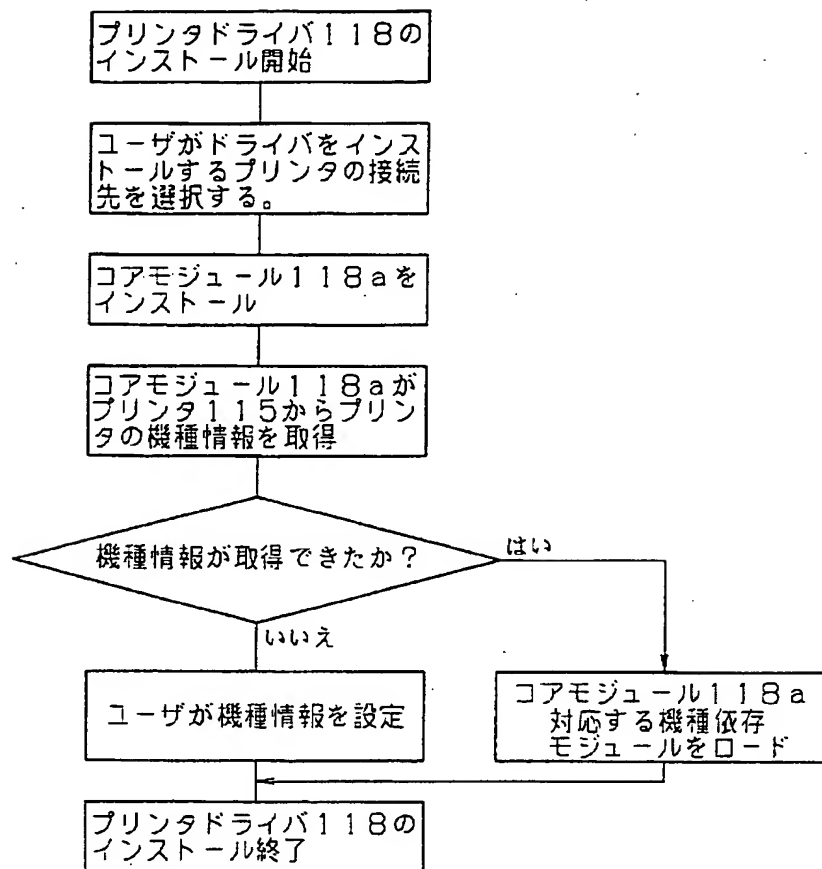 プリンタドライバ118の
インストール開始
ユーザがドライバをインス
トールするプリンタの接続
先を選択する。
コアモジュール118aを
インストール
コアモジュール118aが
プリンタ115からプリン
タの機種情報を取得
機種情報が取得できたか?
はい
いいえ
ユーザが機種情報を設定
コアモジュール118a
対応する機種依存
モジュールをロード
プリンタドライバ118の
インストール終了